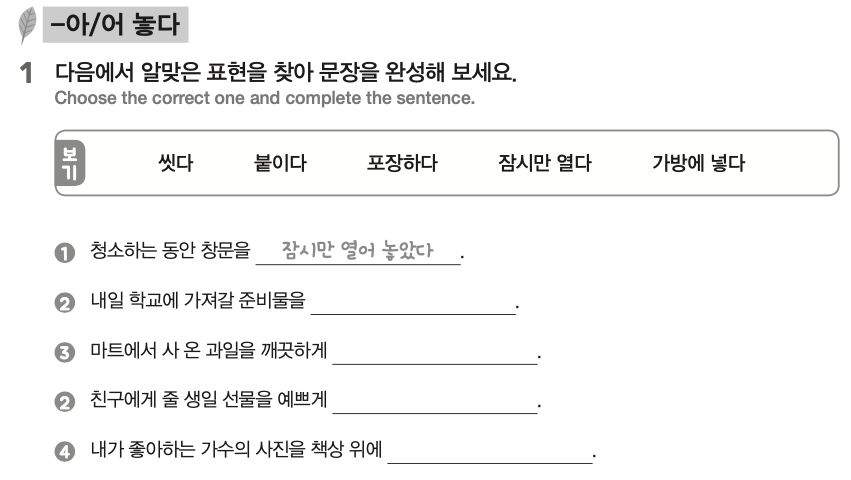 -아/어 놓다
1 다음에서 알맞은 표현을 찾아 문장을 완성해 보세요.
Choose the correct one and complete the sentence.
보기 씻다 붙이다 포장하다 잠시만 열다 가방에 넣다
❶ 청소하는 동안 창문을 잠시만 열어 놓았다.
❷ 내일 학교에 가져갈 준비물을 ____________________.
❸ 마트에서 사 온 과일을 깨끗하게 ____________________.
❷ 친구에게 줄 생일 선물을 예쁘게 ____________________.
❹ 내가 좋아하는 가수의 사진을 책상 위에 ____________________.